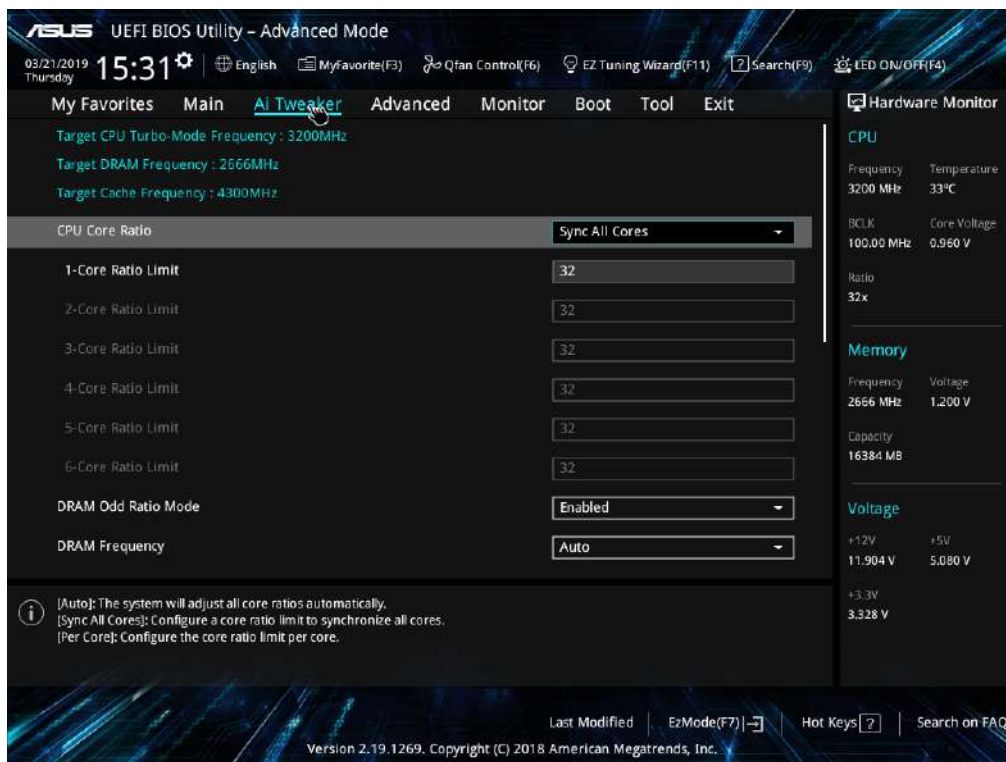 ASUS UEFI BIOS Utility – Advanced Mode
03/21/2019 Thursday 15:31 English MyFavorite(F3) Qfan Control(F6) EZ Tuning Wizard(F11) ? Search(F9) LED ON/OFF(F4)
My Favorites Main Ai Tweaker Advanced Monitor Boot Tool Exit
Target CPU Turbo-Mode Frequency : 3200MHz
Target DRAM Frequency : 2666MHz
Target Cache Frequency : 4300MHz
CPU Core Ratio Sync All Cores
1-Core Ratio Limit 32
2-Core Ratio Limit 32
3-Core Ratio Limit 32
4-Core Ratio Limit 32
5-Core Ratio Limit 32
6-Core Ratio Limit 32
DRAM Odd Ratio Mode Enabled
DRAM Frequency Auto
[Auto]: The system will adjust all core ratios automatically.
[Sync All Cores]: Configure a core ratio limit to synchronize all cores.
[Per Core]: Configure the core ratio limit per core.
Hardware Monitor
CPU
Frequency Temperature
3200 MHz 33°C
BCLK Core Voltage
100.00 MHz 0.960 V
Ratio
32x
Memory
Frequency Voltage
2666 MHz 1.200 V
Capacity
16384 MB
Voltage
+12V +5V
11.904 V 5.080 V
+3.3V
3.328 V
Last Modified EzMode(F7) Hot Keys ? Search on FAQ
Version 2.19.1269. Copyright (C) 2018 American Megatrends, Inc.